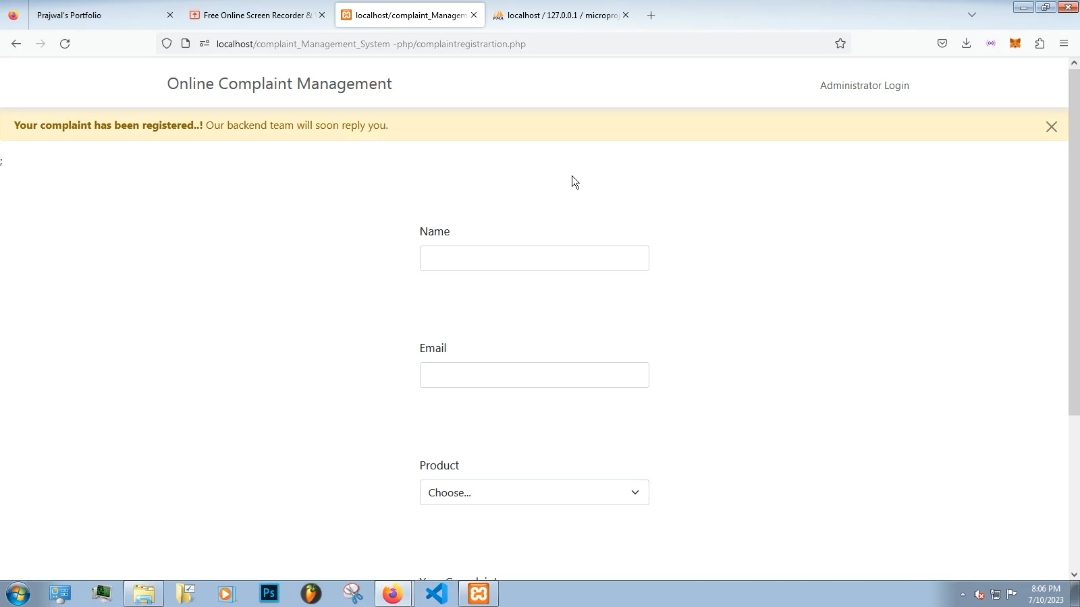 Prajwal's Portfolio
Free Online Screen Recorder &
localhost/complaint_Managem
localhost / 127.0.0.1 / micropro
localhost/complaint_Management_System -php/complaintregistrartion.php
Online Complaint Management
Administrator Login
Your complaint has been registered..! Our backend team will soon reply you.
;
Name
Email
Product
Choose...
Ps
8:06 PM
7/10/2023